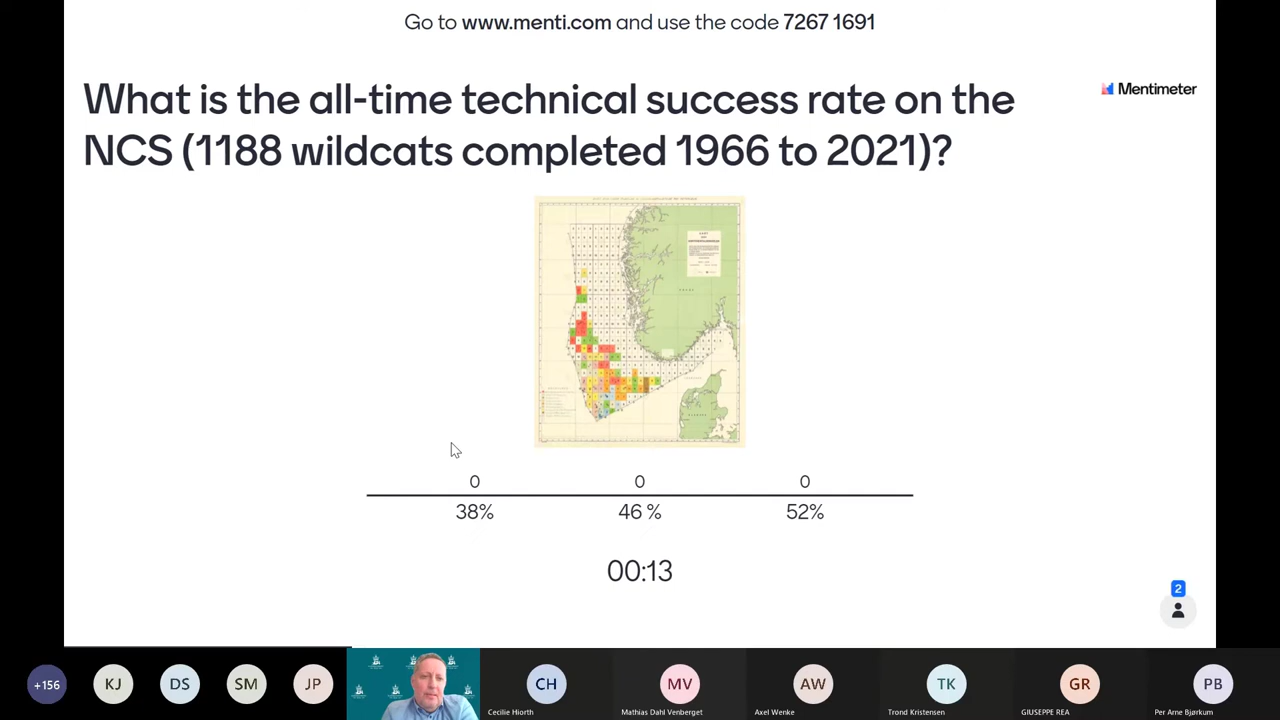 Go to www.menti.com and use the code 7267 1691
Mentimeter
What is the all-time technical success rate on the
NCS (1188 wildcats completed 1966 to 2021)?
0
0
0
38%
46 %
52%
00:13
2
+156
KJ
DS
SM
JP
CH
MV
AW
TK
GR
PB
Cecilie Hiorth
Mathias Dahl Venberget
Axel Wenke
Trond Kristensen
GIUSEPPE REA
Per Arne Bjørkum